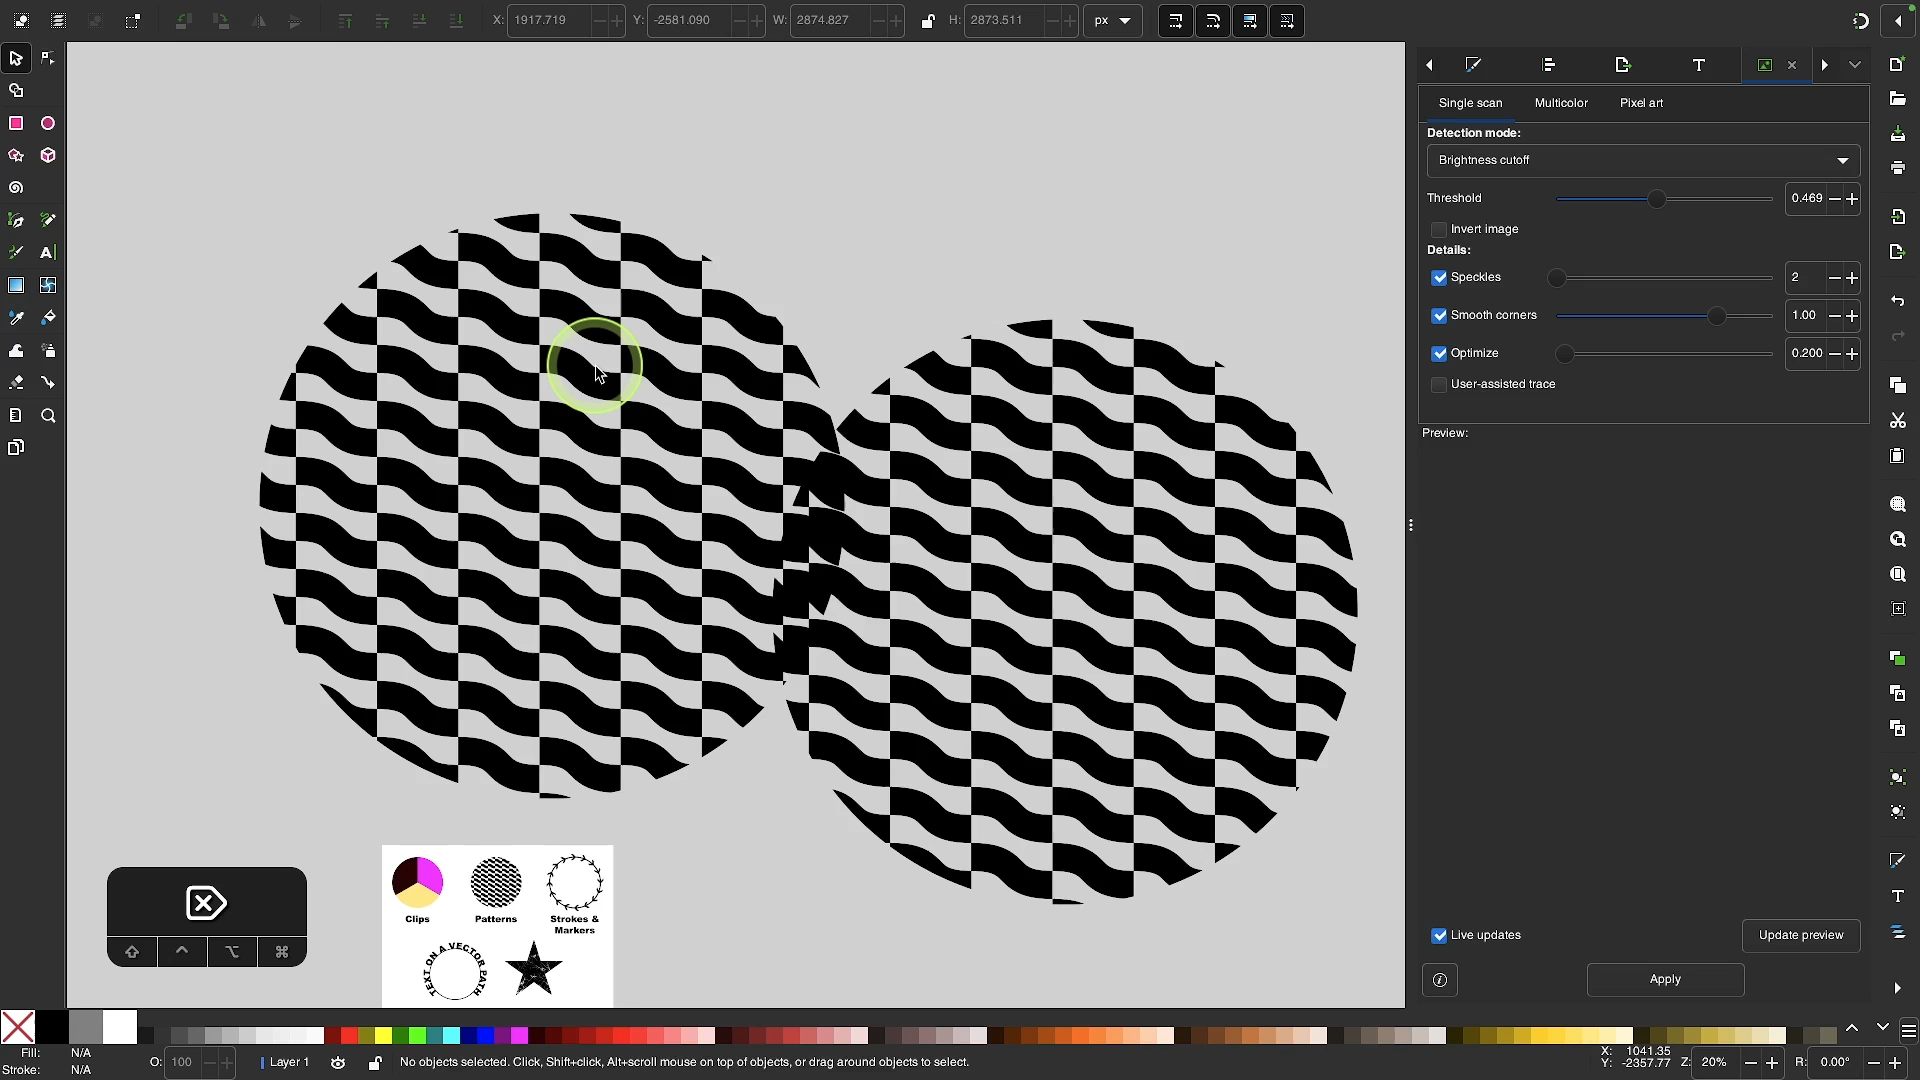 X: 1917.719 Y: -2581.090 W: 2874.827 H: 2873.511 px
Single scan Multicolor Pixel art
Detection mode:
Brightness cutoff
Threshold 0.469
Invert image
Details:
Speckles 2
Smooth corners 1.00
Optimize 0.200
User-assisted trace
Preview:
Clips Patterns Strokes &
Markers
TEXT ON A VECTOR PATH
Live updates Update preview
Apply
Fill: N/A
Stroke: N/A
O: 100 Layer 1 No objects selected. Click, Shift+click, Alt+scroll mouse on top of objects, or drag around objects to select.
X: 1041.35
Y: -2357.77
Z: 20% R: 0.00°